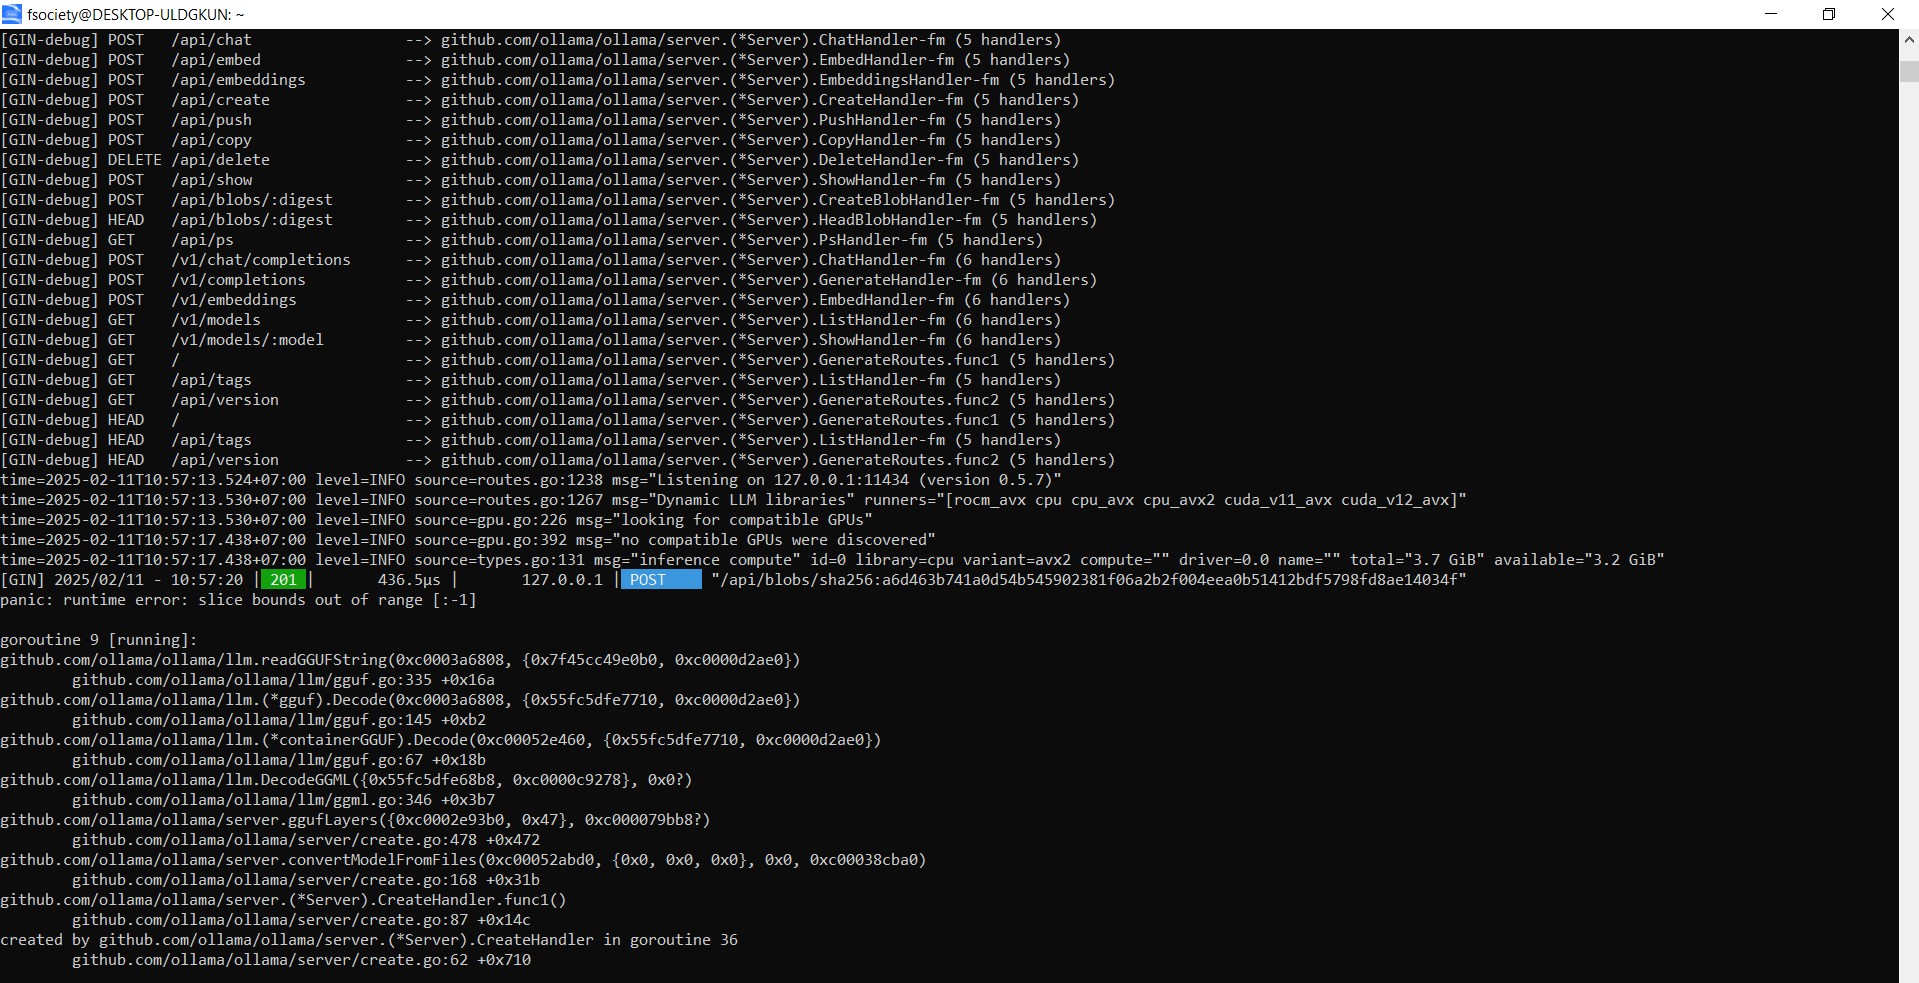 fsociety@DESKTOP-ULDGKUN: ~
[GIN-debug] POST   /api/chat                 --> github.com/ollama/ollama/server.(*Server).ChatHandler-fm (5 handlers)
[GIN-debug] POST   /api/embed                --> github.com/ollama/ollama/server.(*Server).EmbedHandler-fm (5 handlers)
[GIN-debug] POST   /api/embeddings           --> github.com/ollama/ollama/server.(*Server).EmbeddingsHandler-fm (5 handlers)
[GIN-debug] POST   /api/create               --> github.com/ollama/ollama/server.(*Server).CreateHandler-fm (5 handlers)
[GIN-debug] POST   /api/push                 --> github.com/ollama/ollama/server.(*Server).PushHandler-fm (5 handlers)
[GIN-debug] POST   /api/copy                 --> github.com/ollama/ollama/server.(*Server).CopyHandler-fm (5 handlers)
[GIN-debug] DELETE /api/delete               --> github.com/ollama/ollama/server.(*Server).DeleteHandler-fm (5 handlers)
[GIN-debug] POST   /api/show                 --> github.com/ollama/ollama/server.(*Server).ShowHandler-fm (5 handlers)
[GIN-debug] POST   /api/blobs/:digest        --> github.com/ollama/ollama/server.(*Server).CreateBlobHandler-fm (5 handlers)
[GIN-debug] HEAD   /api/blobs/:digest        --> github.com/ollama/ollama/server.(*Server).HeadBlobHandler-fm (5 handlers)
[GIN-debug] GET    /api/ps                   --> github.com/ollama/ollama/server.(*Server).PsHandler-fm (5 handlers)
[GIN-debug] POST   /v1/chat/completions      --> github.com/ollama/ollama/server.(*Server).ChatHandler-fm (6 handlers)
[GIN-debug] POST   /v1/completions           --> github.com/ollama/ollama/server.(*Server).GenerateHandler-fm (6 handlers)
[GIN-debug] POST   /v1/embeddings            --> github.com/ollama/ollama/server.(*Server).EmbedHandler-fm (6 handlers)
[GIN-debug] GET    /v1/models                --> github.com/ollama/ollama/server.(*Server).ListHandler-fm (6 handlers)
[GIN-debug] GET    /v1/models/:model         --> github.com/ollama/ollama/server.(*Server).ShowHandler-fm (6 handlers)
[GIN-debug] GET    /                         --> github.com/ollama/ollama/server.(*Server).GenerateRoutes.func1 (5 handlers)
[GIN-debug] GET    /api/tags                 --> github.com/ollama/ollama/server.(*Server).ListHandler-fm (5 handlers)
[GIN-debug] GET    /api/version              --> github.com/ollama/ollama/server.(*Server).GenerateRoutes.func2 (5 handlers)
[GIN-debug] HEAD   /                         --> github.com/ollama/ollama/server.(*Server).GenerateRoutes.func1 (5 handlers)
[GIN-debug] HEAD   /api/tags                 --> github.com/ollama/ollama/server.(*Server).ListHandler-fm (5 handlers)
[GIN-debug] HEAD   /api/version              --> github.com/ollama/ollama/server.(*Server).GenerateRoutes.func2 (5 handlers)
time=2025-02-11T10:57:13.524+07:00 level=INFO source=routes.go:1238 msg="Listening on 127.0.0.1:11434 (version 0.5.7)"
time=2025-02-11T10:57:13.530+07:00 level=INFO source=routes.go:1267 msg="Dynamic LLM libraries" runners="[rocm_avx cpu cpu_avx cpu_avx2 cuda_v11_avx cuda_v12_avx]"
time=2025-02-11T10:57:13.530+07:00 level=INFO source=gpu.go:226 msg="looking for compatible GPUs"
time=2025-02-11T10:57:17.438+07:00 level=INFO source=gpu.go:392 msg="no compatible GPUs were discovered"
time=2025-02-11T10:57:17.438+07:00 level=INFO source=types.go:131 msg="inference compute" id=0 library=cpu variant=avx2 compute="" driver=0.0 name="" total="3.7 GiB" available="3.2 GiB"
[GIN] 2025/02/11 - 10:57:20 | 201 |       436.5µs |       127.0.0.1 | POST     "/api/blobs/sha256:a6d463b741a0d54b545902381f06a2b2f004eea0b51412bdf5798fd8ae14034f"
panic: runtime error: slice bounds out of range [:-1]
goroutine 9 [running]:
github.com/ollama/ollama/llm.readGGUFString(0xc0003a6808, {0x7f45cc49e0b0, 0xc0000d2ae0})
        github.com/ollama/ollama/llm/gguf.go:335 +0x16a
github.com/ollama/ollama/llm.(*gguf).Decode(0xc0003a6808, {0x55fc5dfe7710, 0xc0000d2ae0})
        github.com/ollama/ollama/llm/gguf.go:145 +0xb2
github.com/ollama/ollama/llm.(*containerGGUF).Decode(0xc00052e460, {0x55fc5dfe7710, 0xc0000d2ae0})
        github.com/ollama/ollama/llm/gguf.go:67 +0x18b
github.com/ollama/ollama/llm.DecodeGGML({0x55fc5dfe68b8, 0xc0000c9278}, 0x0?)
        github.com/ollama/ollama/llm/ggml.go:346 +0x3b7
github.com/ollama/ollama/server.ggufLayers({0xc0002e93b0, 0x47}, 0xc000079bb8?)
        github.com/ollama/ollama/server/create.go:478 +0x472
github.com/ollama/ollama/server.convertModelFromFiles(0xc00052abd0, {0x0, 0x0, 0x0}, 0x0, 0xc00038cba0)
        github.com/ollama/ollama/server/create.go:168 +0x31b
github.com/ollama/ollama/server.(*Server).CreateHandler.func1()
        github.com/ollama/ollama/server/create.go:87 +0x14c
created by github.com/ollama/ollama/server.(*Server).CreateHandler in goroutine 36
        github.com/ollama/ollama/server/create.go:62 +0x710